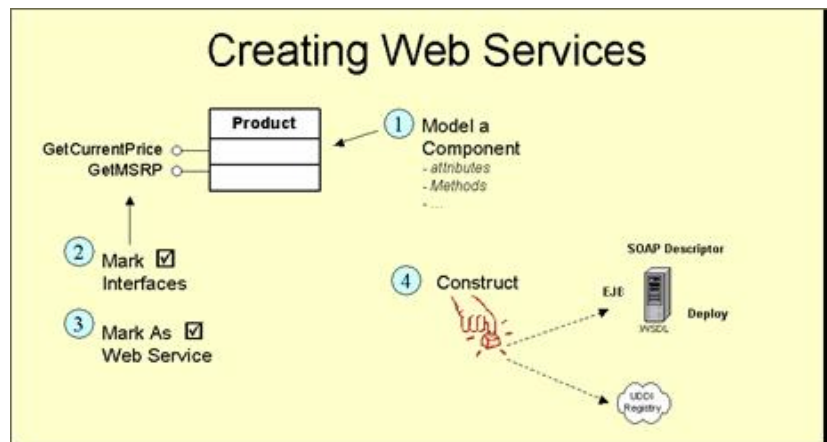 Creating Web Services
Product
GetCurrentPrice
GetMSRP
1 Model a
Component
- attributes
- Methods
- ...
2 Mark ☑
Interfaces
3 Mark As ☑
Web Service
4 Construct
SOAP Descriptor
EJB
WSDL
Deploy
UDDI
Registry